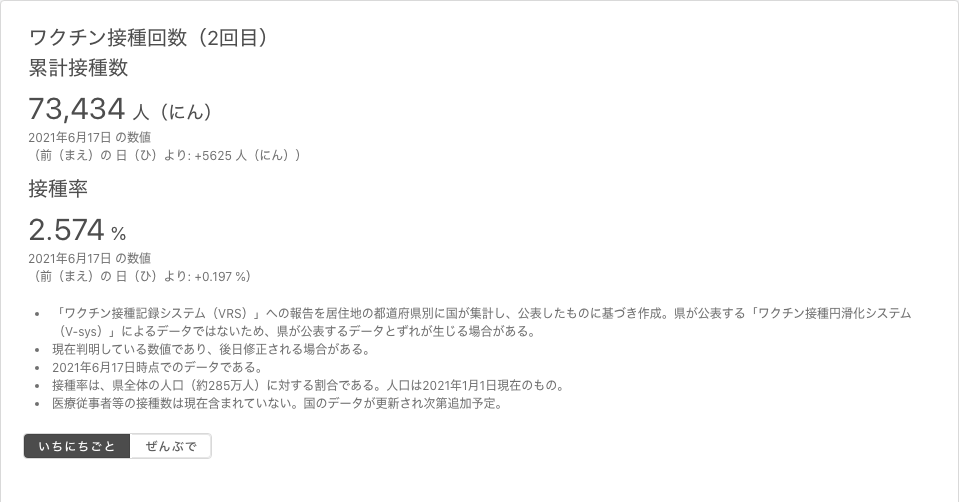 ワクチン接種回数（2回目）
累計接種数
73,434 人（にん）
2021年6月17日 の数値
（前（まえ）の 日（ひ）より: +5625 人（にん））
接種率
2.574 %
2021年6月17日 の数値
（前（まえ）の 日（ひ）より: +0.197 %）
• 「ワクチン接種記録システム（VRS）」への報告を居住地の都道府県別に国が集計し、公表したものに基づき作成。県が公表する「ワクチン接種円滑化システム
（V-sys）」によるデータではないため、県が公表するデータとずれが生じる場合がある。
• 現在判明している数値であり、後日修正される場合がある。
• 2021年6月17日時点でのデータである。
• 接種率は、県全体の人口（約285万人）に対する割合である。人口は2021年1月1日現在のもの。
• 医療従事者等の接種数は現在含まれていない。国のデータが更新され次第追加予定。
いちにちごと ぜんぶで